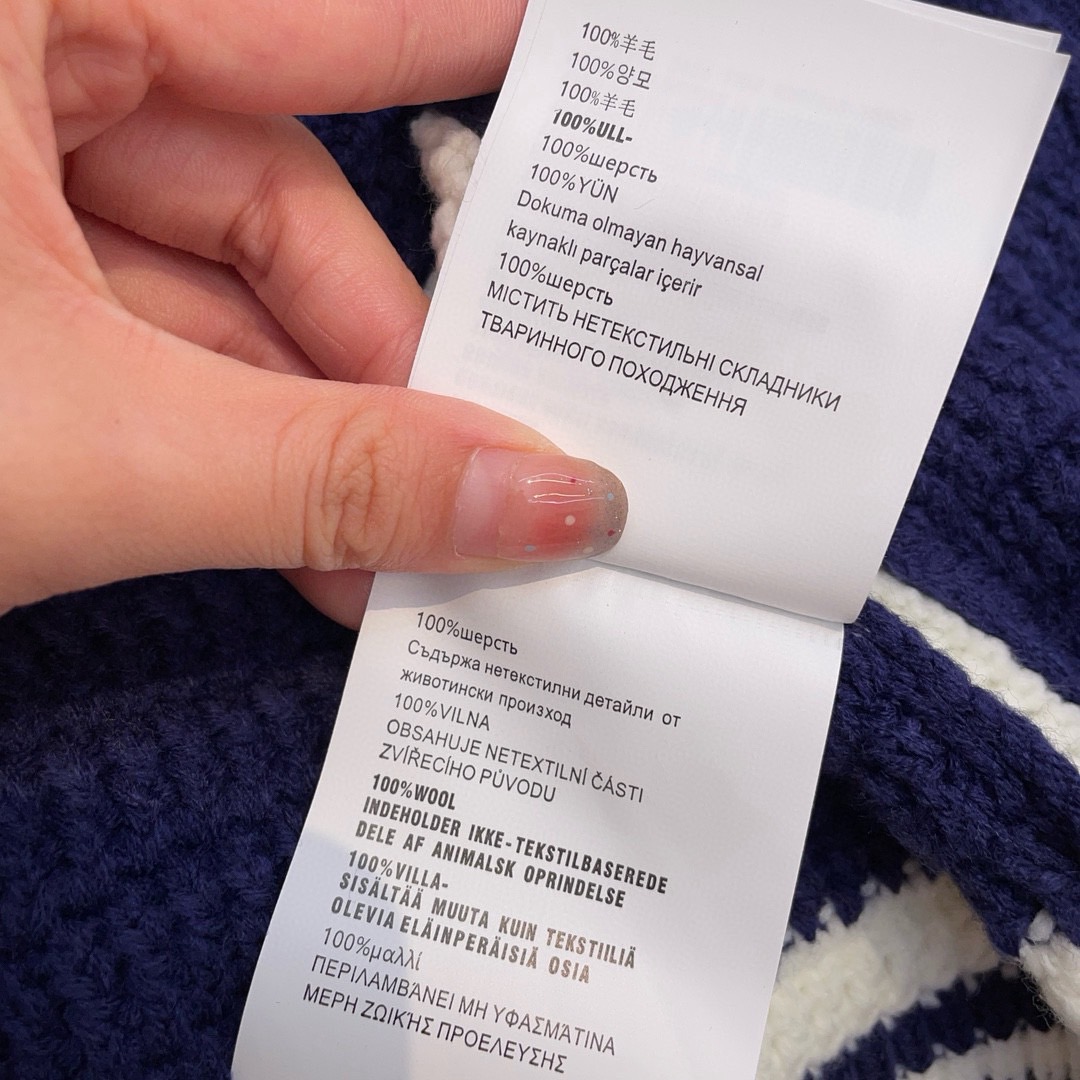 100%羊毛
100%양모
100%羊毛
100%ULL-
100%шерсть
100%YÜN
Dokuma olmayan hayvansal
kaynaklı parçalar içerir
100%шерсть
МІСТИТЬ НЕТЕКСТИЛЬНІ СКЛАДНИКИ
ТВАРИННОГО ПОХОДЖЕННЯ
100%шерсть
Съдържа нетекстилни детайли от
животински произход
100%VILNA
OBSAHUJE NETEXTILNÍ ČÁSTI
ZVÍŘECÍHO PŮVODU
100%WOOL
INDEHOLDER IKKE-TEKSTILBASEREDE
DELE AF ANIMALSK OPRINDELSE
100%VILLA-
SISÄLTÄÄ MUUTA KUIN TEKSTIILIÄ
OLEVIA ELÄINPERÄISIÄ OSIA
100%μαλλί
ΠΕΡΙΛΑΜΒΆΝΕΙ ΜΗ ΥΦΑΣΜΆΤΙΝΑ
ΜΕΡΗ ΖΩΙΚΉΣ ΠΡΟΕΛΕΥΣΗΣ